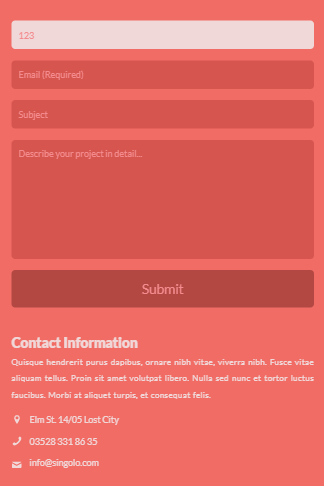 123
Email (Required)
Subject
Describe your project in detail...
Submit
Contact Information
Quisque hendrerit purus dapibus, ornare nibh vitae, viverra nibh. Fusce vitae
aliquam tellus. Proin sit amet volutpat libero. Nulla sed nunc et tortor luctus
faucibus. Morbi at aliquet turpis, et consequat felis.
Elm St. 14/05 Lost City
03528 331 86 35
info@singolo.com